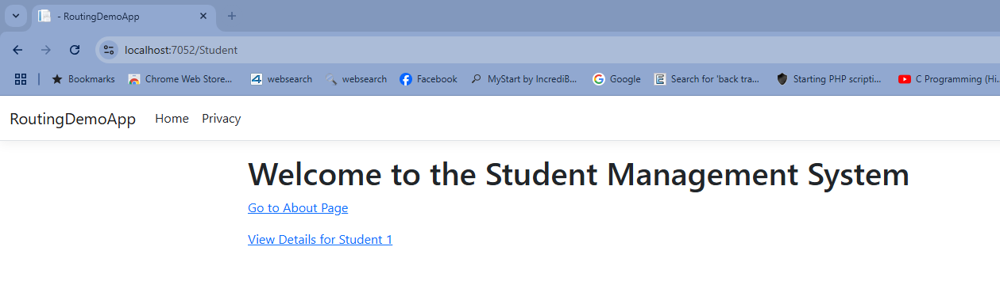 - RoutingDemoApp
localhost:7052/Student
Bookmarks Chrome Web Store... websearch websearch Facebook MyStart by IncrediB... Google Search for 'back tra... Starting PHP scripti... C Programming (Hi...
RoutingDemoApp Home Privacy
Welcome to the Student Management System
Go to About Page
View Details for Student 1